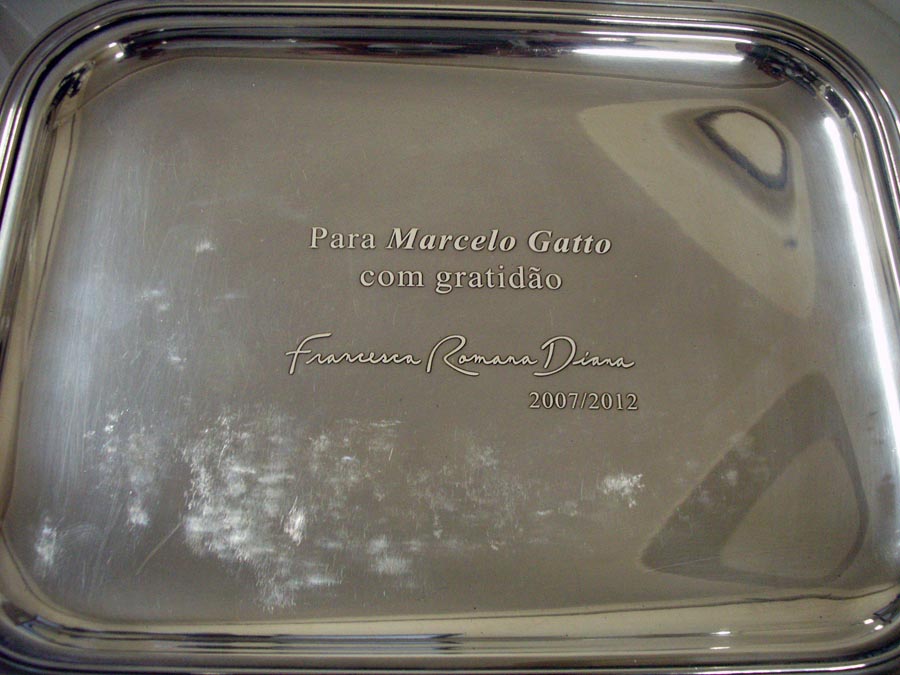 Para Marcelo Gatto
com gratidão
Francesca Romana Diana
2007/2012